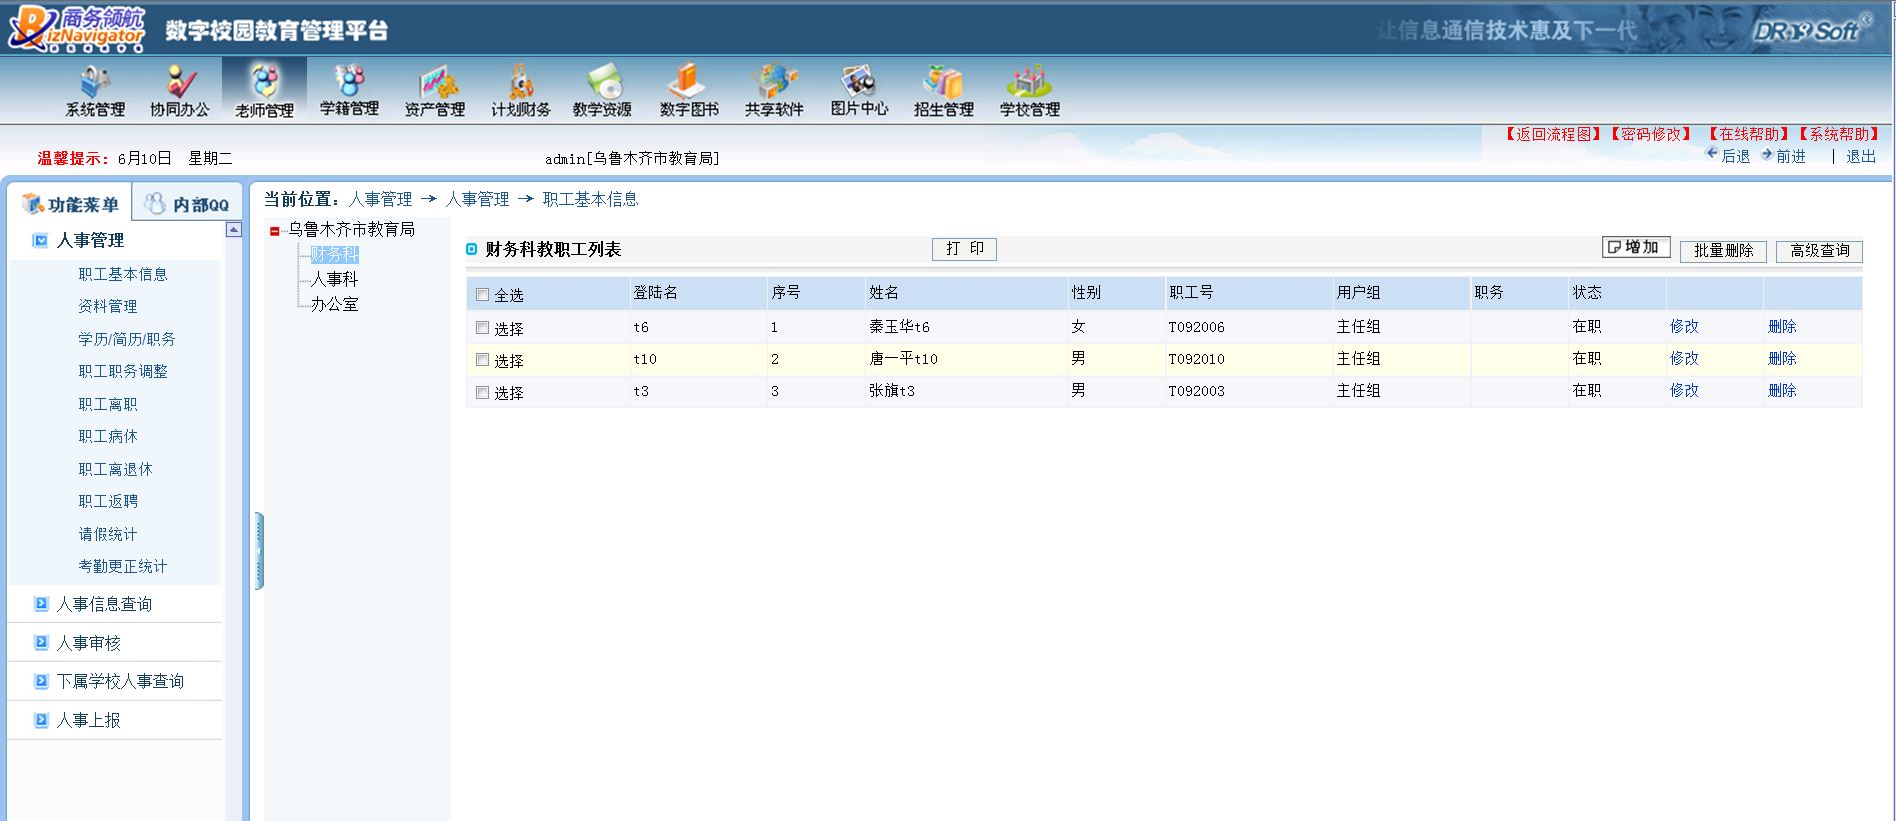 商务领航
BizNavigator
数字校园教育管理平台
让信息通信技术惠及下一代
系统管理 协同办公 老师管理 学籍管理 资产管理 计划财务 教学资源 数字图书 共享软件 图片中心 招生管理 学校管理
【返回流程图】【密码修改】 【在线帮助】【系统帮助】
温馨提示：6月10日 星期二
admin[乌鲁木齐市教育局]
后退 前进 | 退出
功能菜单 内部QQ
人事管理
职工基本信息
资料管理
学历/简历/职务
职工职务调整
职工离职
职工病休
职工离退休
职工返聘
请假统计
考勤更正统计
人事信息查询
人事审核
下属学校人事查询
人事上报
当前位置：人事管理 → 人事管理 → 职工基本信息
乌鲁木齐市教育局
财务科
人事科
办公室
财务科教职工列表 打 印 增加 批量删除 高级查询
全选 登陆名 序号 姓名 性别 职工号 用户组 职务 状态
选择 t6 1 秦玉华t6 女 T092006 主任组 在职 修改 删除
选择 t10 2 唐一平t10 男 T092010 主任组 在职 修改 删除
选择 t3 3 张旗t3 男 T092003 主任组 在职 修改 删除